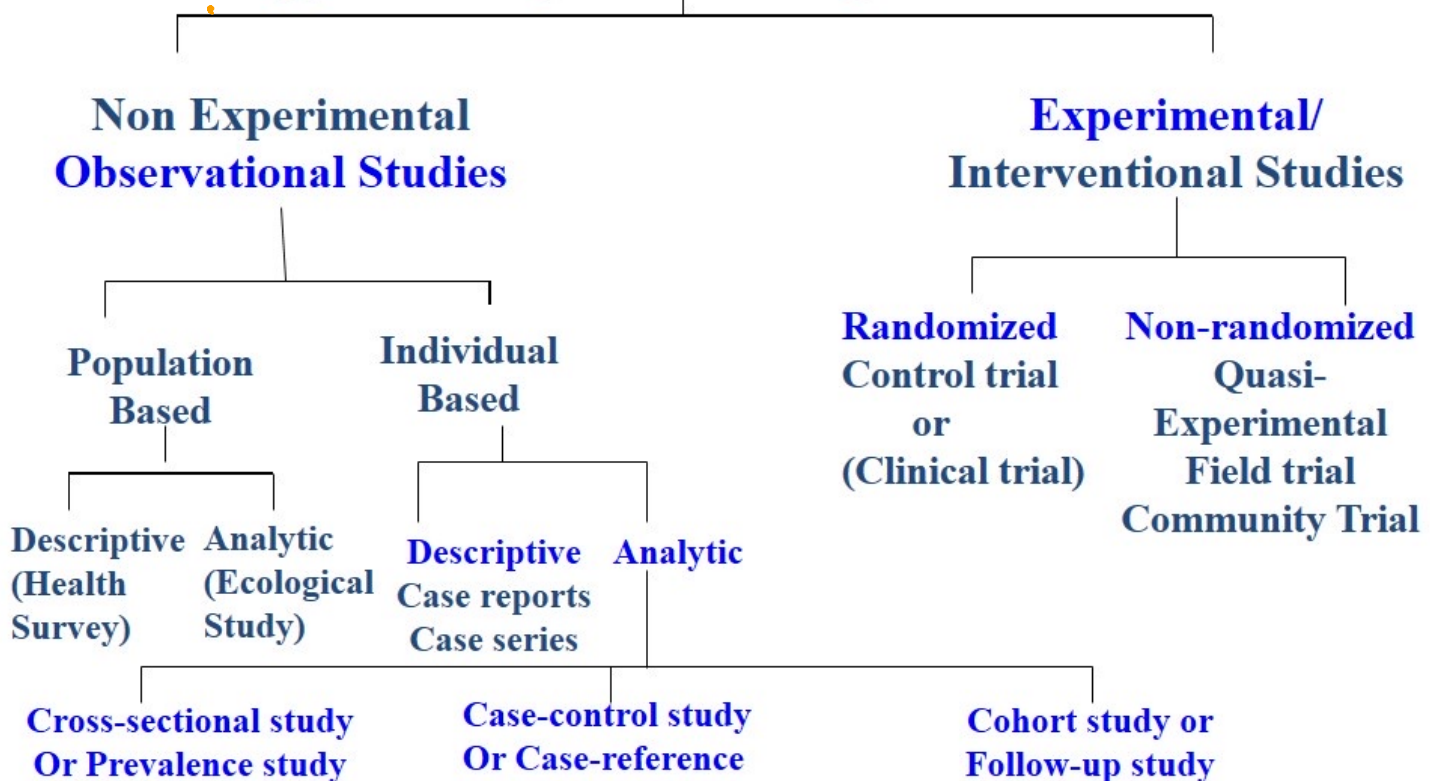 Non Experimental
Observational Studies
Experimental/
Interventional Studies
Population
Based
Individual
Based
Randomized
Control trial
or
(Clinical trial)
Non-randomized
Quasi-
Experimental
Field trial
Community Trial
Descriptive
(Health
Survey)
Analytic
(Ecological
Study)
Descriptive
Case reports
Case series
Analytic
Cross-sectional study
Or Prevalence study
Case-control study
Or Case-reference
Cohort study or
Follow-up study